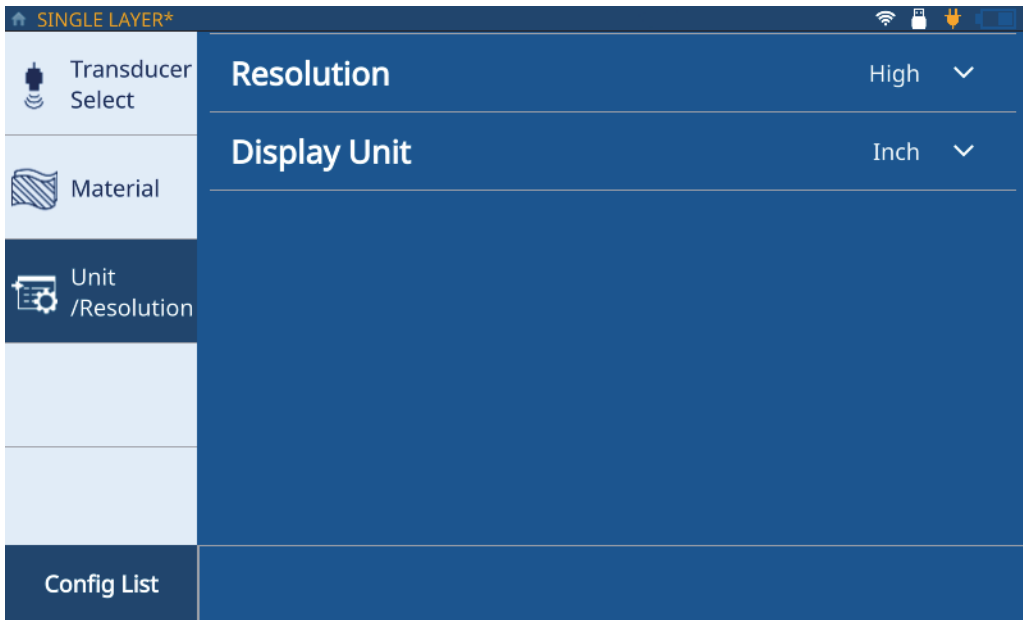 SINGLE LAYER*
Transducer
Select
Material
Unit
/Resolution
Config List
Resolution High
Display Unit Inch